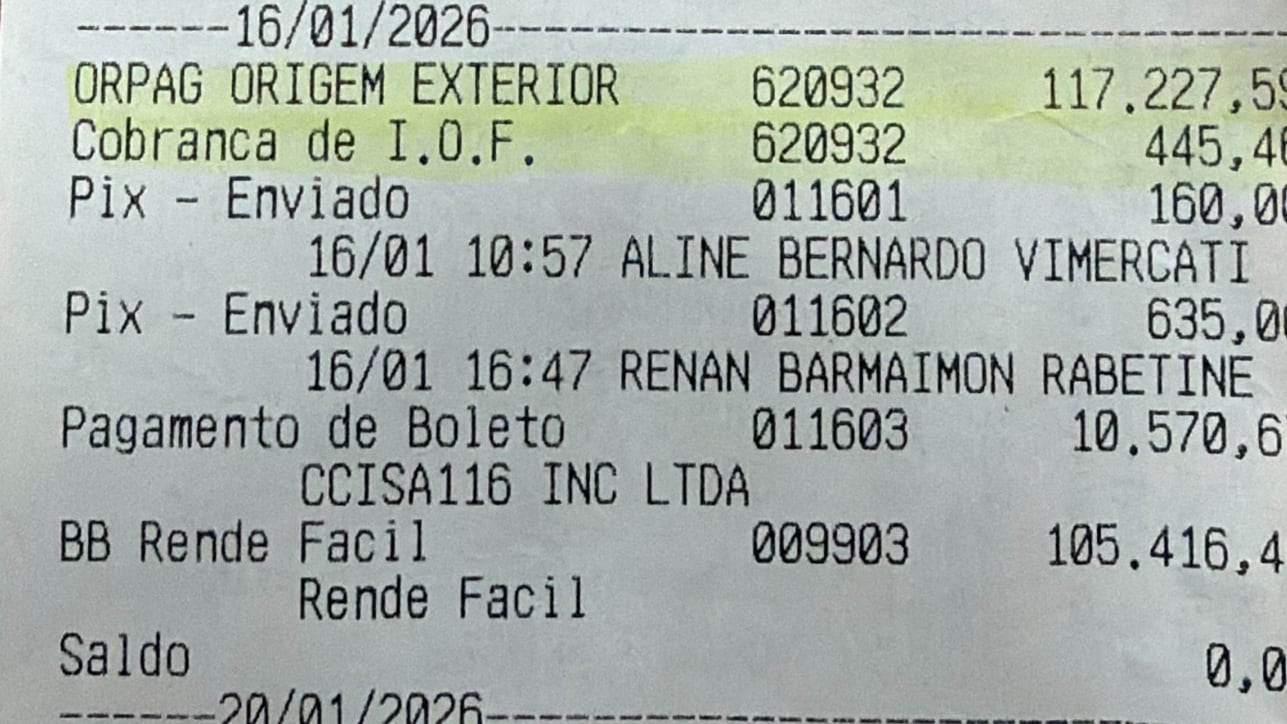 ------16/01/2026--------------------------------
ORPAG ORIGEM EXTERIOR 620932 117.227,5
Cobranca de I.O.F. 620932 445,4
Pix - Enviado 011601 160,0
16/01 10:57 ALINE BERNARDO VIMERCATI
Pix - Enviado 011602 635,0
16/01 16:47 RENAN BARMAIMON RABETINE
Pagamento de Boleto 011603 10.570,6
CCISA116 INC LTDA
BB Rende Facil 009903 105.416,4
Rende Facil
Saldo 0,0
------20/01/2026--------------------------------